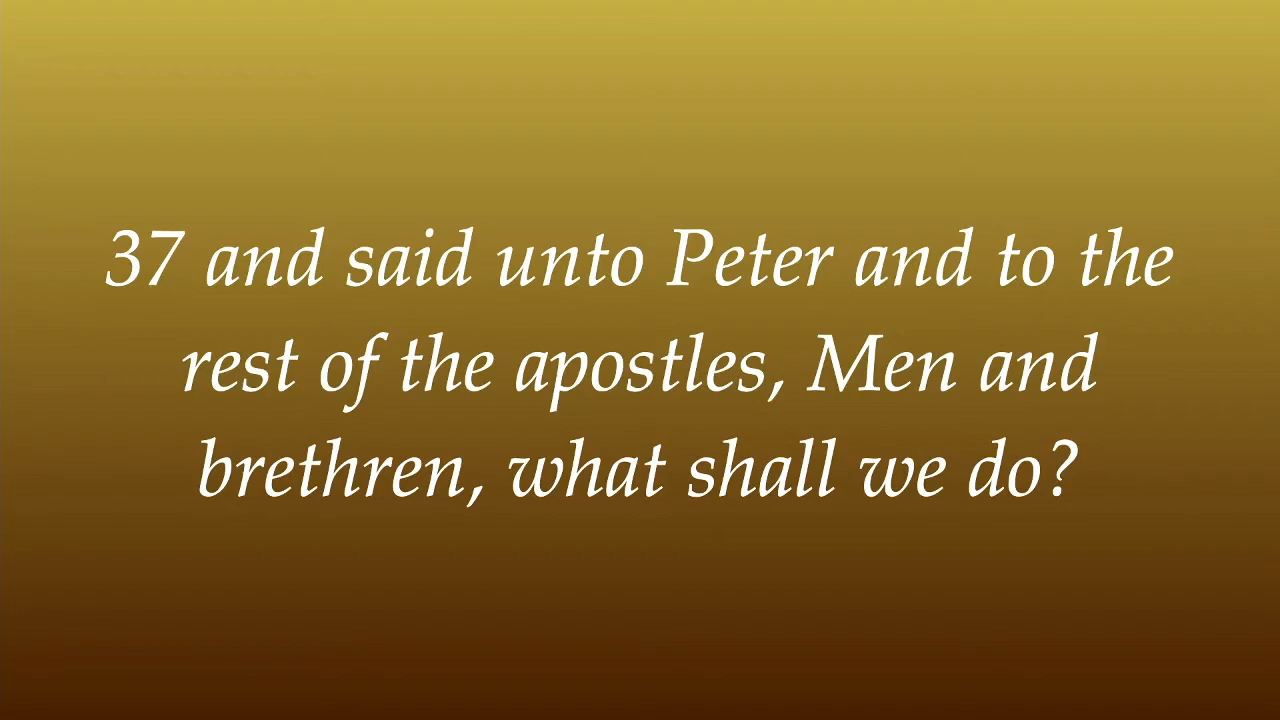 37 and said unto Peter and to the
rest of the apostles, Men and
brethren, what shall we do?